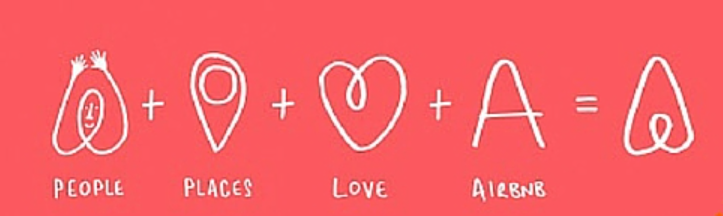 + + + A =
PEOPLE PLACES LOVE AIRBNB